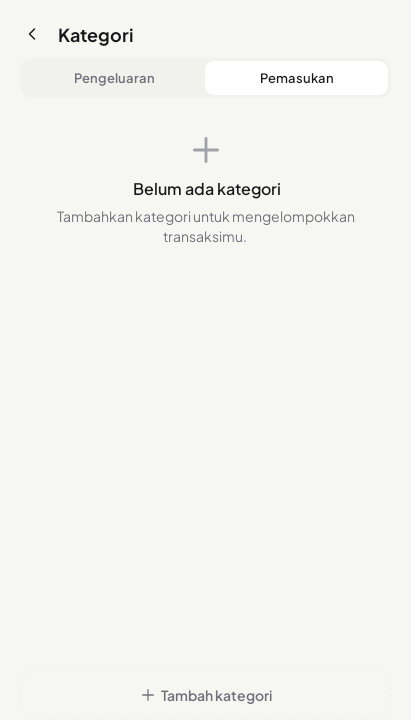 Kategori
Pengeluaran
Pemasukan
Belum ada kategori
Tambahkan kategori untuk mengelompokkan
transaksimu.
Tambah kategori